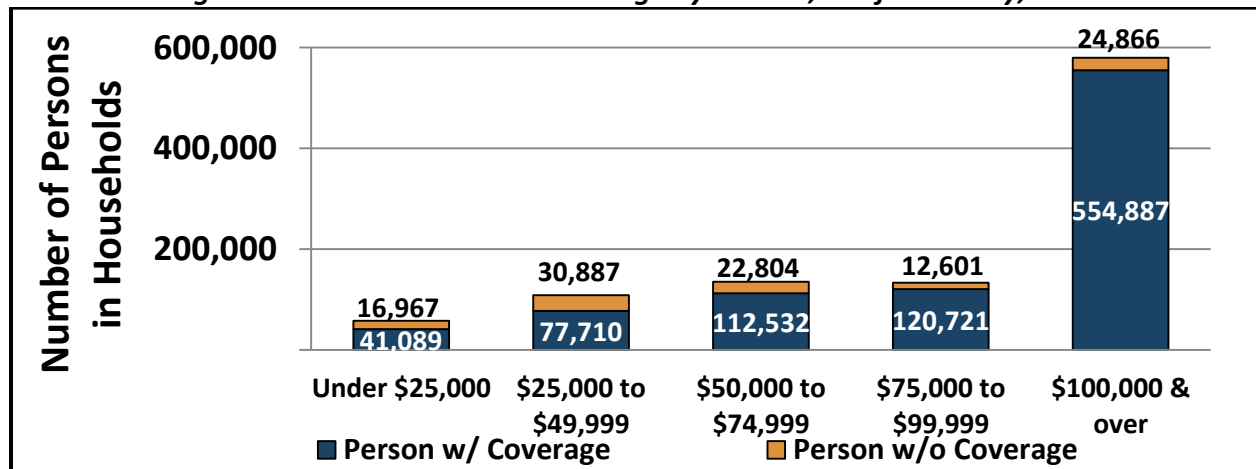 600,000
400,000
200,000
Number of Persons
in Households
24,866
554,887
16,967
41,089
30,887
77,710
22,804
112,532
12,601
120,721
Under $25,000
$25,000 to
$49,999
$50,000 to
$74,999
$75,000 to
$99,999
$100,000 &
over
Person w/ Coverage
Person w/o Coverage